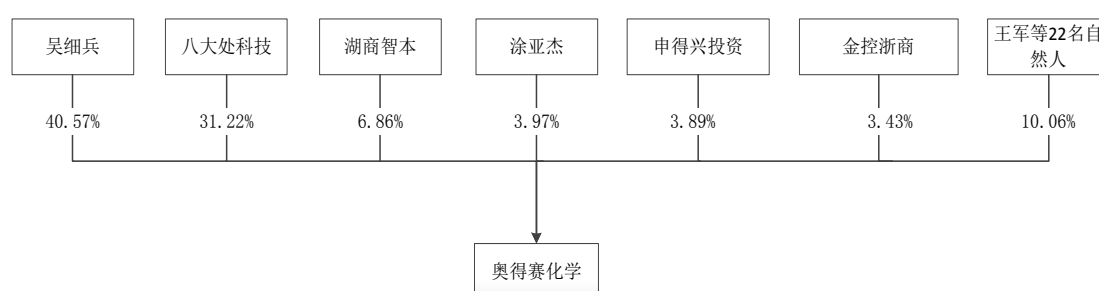 吴细兵
八大处科技
湖商智本
涂亚杰
申得兴投资
金控浙商
王军等22名自
然人
40.57%
31.22%
6.86%
3.97%
3.89%
3.43%
10.06%
奥得赛化学